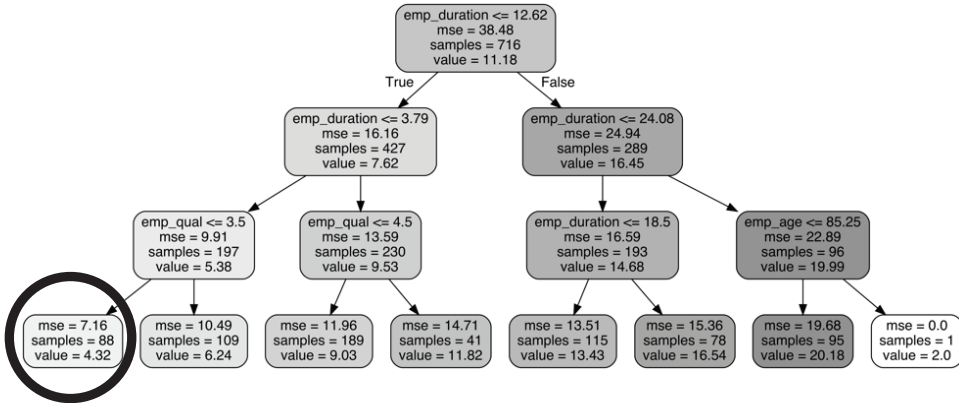 emp_duration <= 12.62
mse = 38.48
samples = 716
value = 11.18
True
False
emp_duration <= 3.79
mse = 16.16
samples = 427
value = 7.62
emp_duration <= 24.08
mse = 24.94
samples = 289
value = 16.45
emp_qual <= 3.5
mse = 9.91
samples = 197
value = 5.38
emp_qual <= 4.5
mse = 13.59
samples = 230
value = 9.53
emp_duration <= 18.5
mse = 16.59
samples = 193
value = 14.68
emp_age <= 85.25
mse = 22.89
samples = 96
value = 19.99
mse = 7.16
samples = 88
value = 4.32
mse = 10.49
samples = 109
value = 6.24
mse = 11.96
samples = 189
value = 9.03
mse = 14.71
samples = 41
value = 11.82
mse = 13.51
samples = 115
value = 13.43
mse = 15.36
samples = 78
value = 16.54
mse = 19.68
samples = 95
value = 20.18
mse = 0.0
samples = 1
value = 2.0